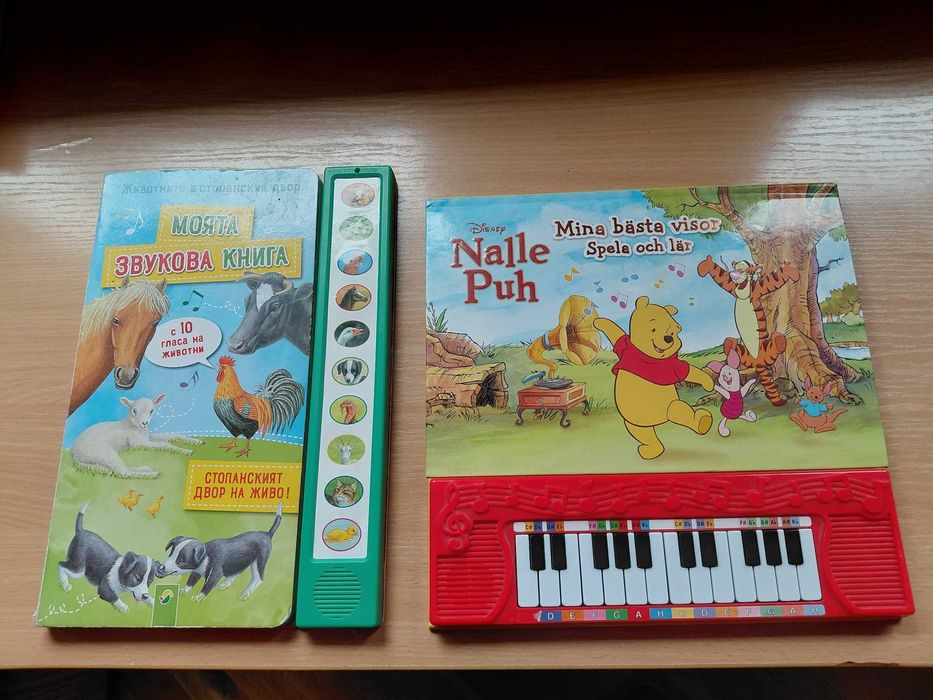 Животните в стопанския двор
МОЯТА
ЗВУКОВА КНИГА
с 10
гласа на
животни
СТОПАНСКИЯТ
ДВОР НА ЖИВО!
Disney
Nalle
Puh
Mina bästa visor
Spela och lär
D E F G A H C D E F G A H